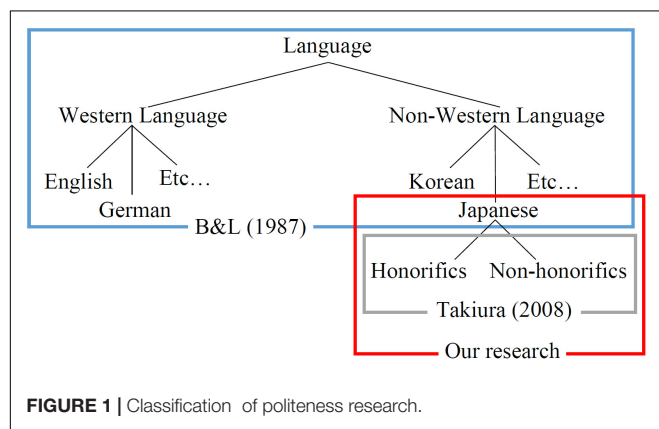 Language
Western Language Non-Western Language
English Etc... Korean Etc...
German Japanese
B&L (1987)
Honorifics Non-honorifics
Takiura (2008)
Our research
FIGURE 1 | Classification of politeness research.